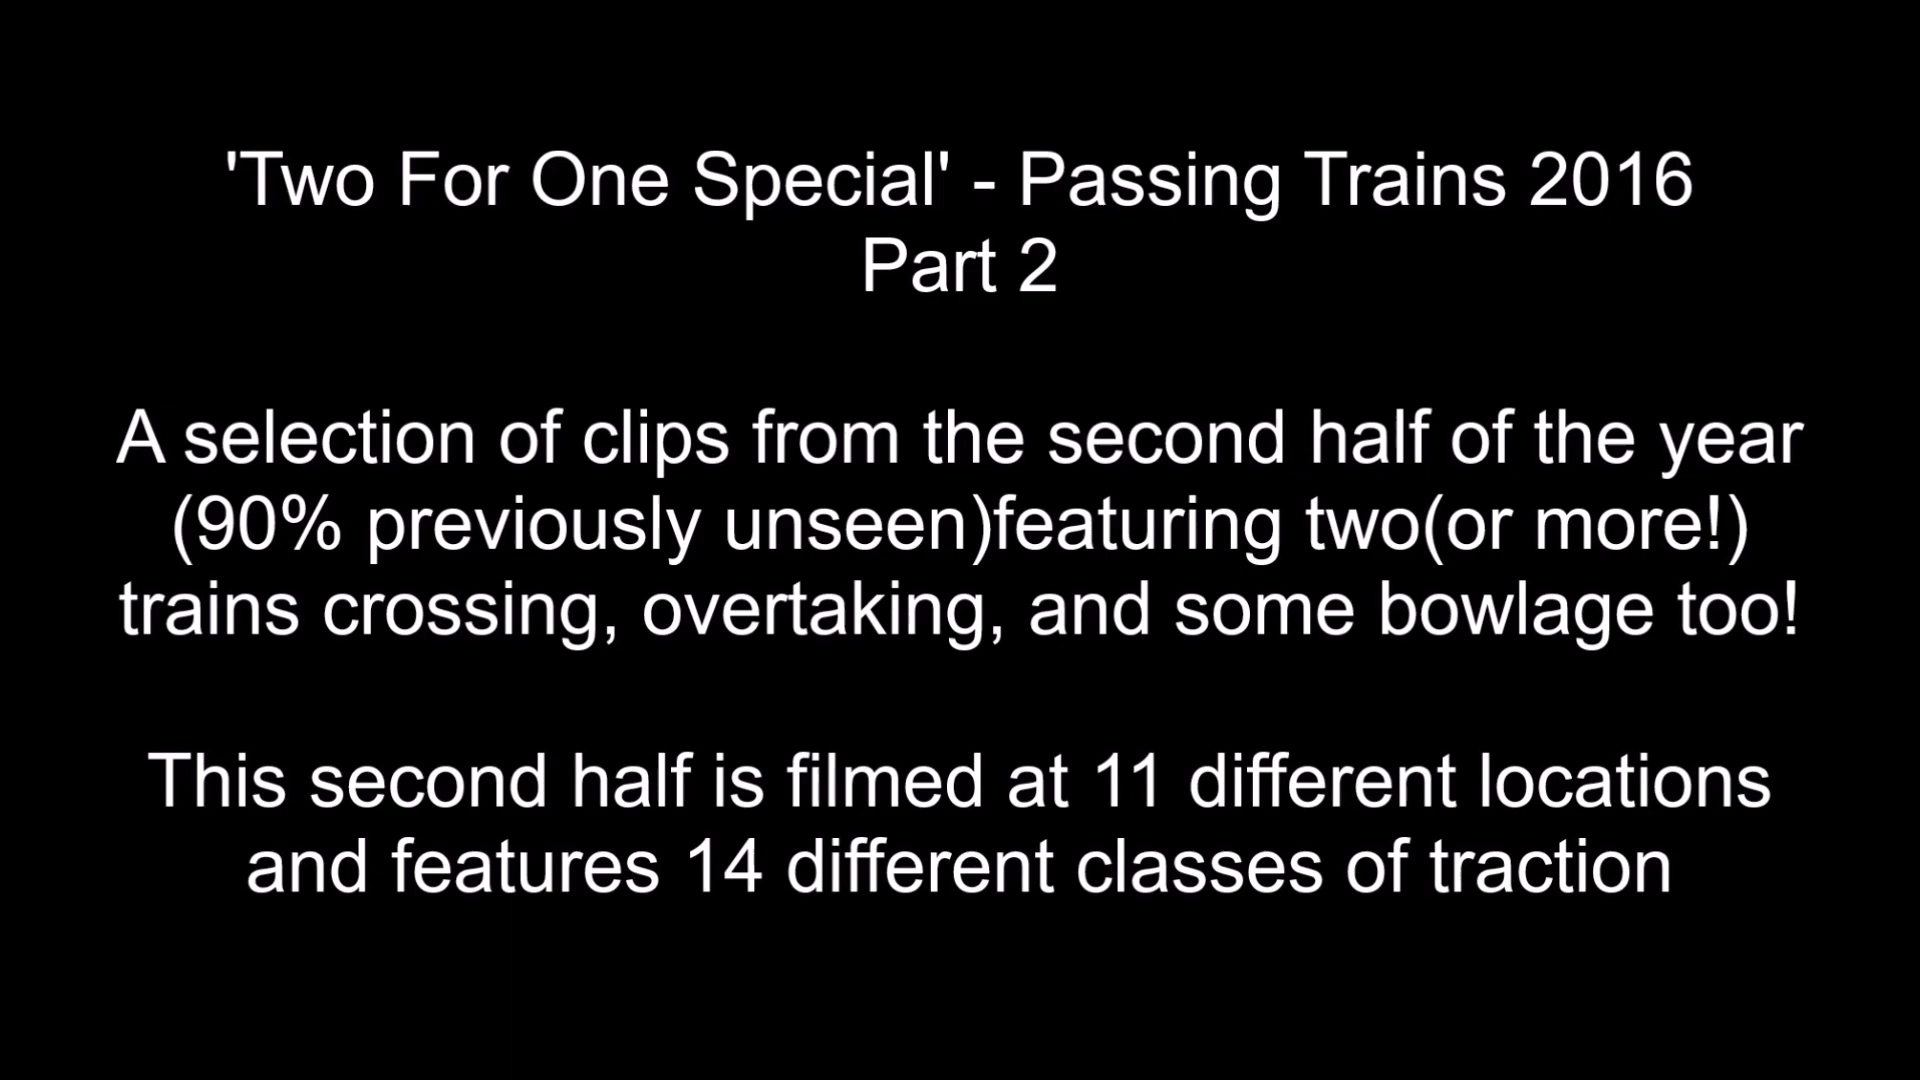 'Two For One Special' - Passing Trains 2016
Part 2
A selection of clips from the second half of the year
(90% previously unseen)featuring two(or more!)
trains crossing, overtaking, and some bowlage too!
This second half is filmed at 11 different locations
and features 14 different classes of traction